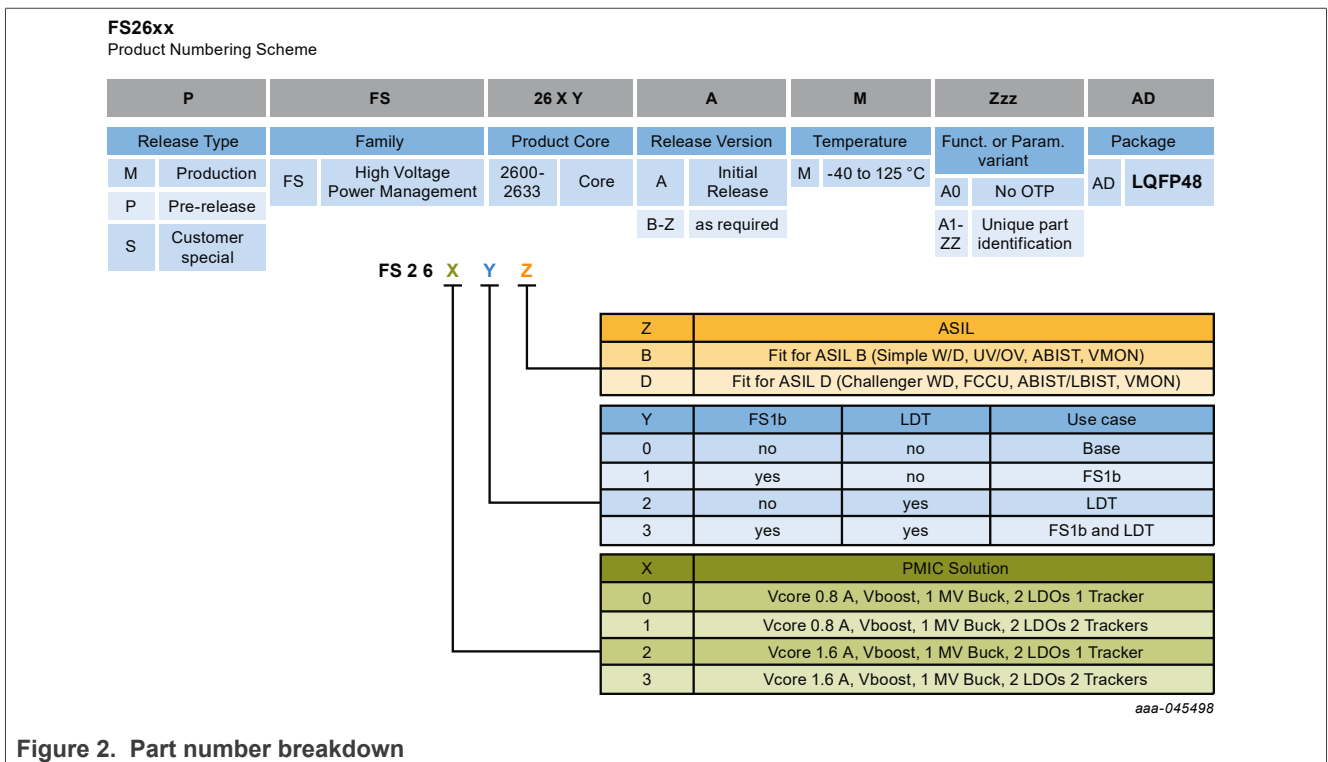 FS26xx
Product Numbering Scheme
P FS 26 X Y A M Zzz AD
Release Type Family Product Core Release Version Temperature Funct. or Param. variant Package
M Production
P Pre-release
S Customer special
FS High Voltage Power Management
2600-2633 Core
A Initial Release
B-Z as required
M -40 to 125 °C
A0 No OTP
A1-ZZ Unique part identification
AD LQFP48
FS 2 6 X Y Z
Z ASIL
B Fit for ASIL B (Simple W/D, UV/OV, ABIST, VMON)
D Fit for ASIL D (Challenger WD, FCCU, ABIST/LBIST, VMON)
Y FS1b LDT Use case
0 no no Base
1 yes no FS1b
2 no yes LDT
3 yes yes FS1b and LDT
X PMIC Solution
0 Vcore 0.8 A, Vboost, 1 MV Buck, 2 LDOs 1 Tracker
1 Vcore 0.8 A, Vboost, 1 MV Buck, 2 LDOs 2 Trackers
2 Vcore 1.6 A, Vboost, 1 MV Buck, 2 LDOs 1 Tracker
3 Vcore 1.6 A, Vboost, 1 MV Buck, 2 LDOs 2 Trackers
aaa-045498
Figure 2. Part number breakdown